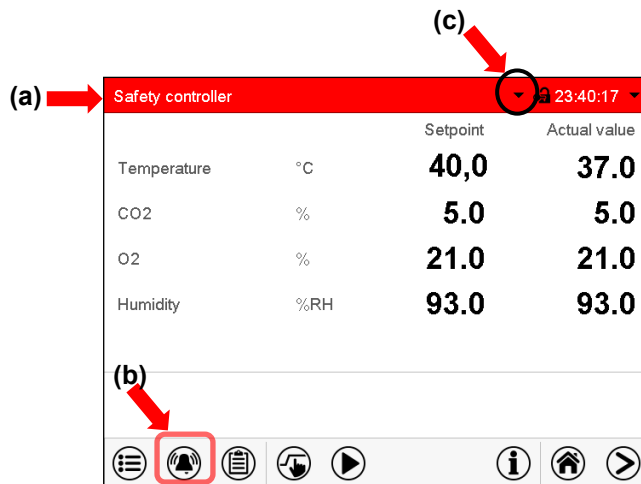 (c)
(a)
Safety controller 23:40:17
Setpoint Actual value
Temperature °C 40,0 37.0
CO2 % 5.0 5.0
O2 % 21.0 21.0
Humidity %RH 93.0 93.0
(b)